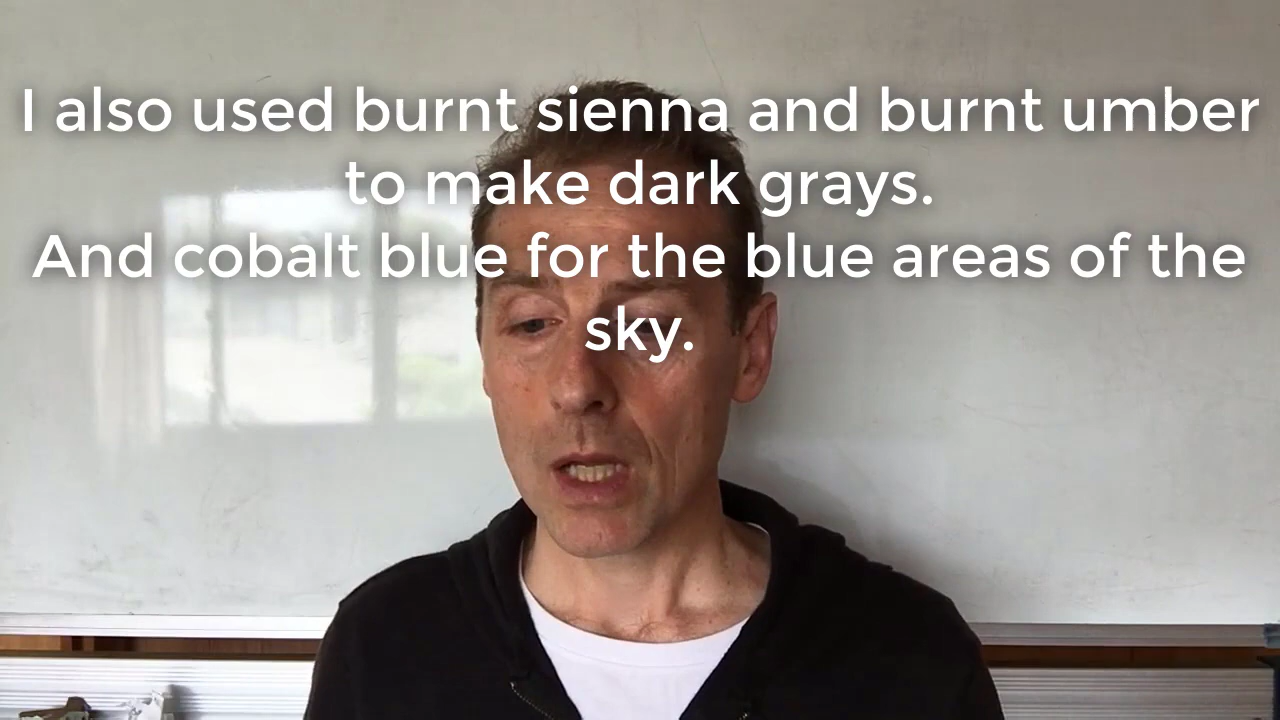 I also used burnt sienna and burnt umber
to make dark grays.
And cobalt blue for the blue areas of the
sky.